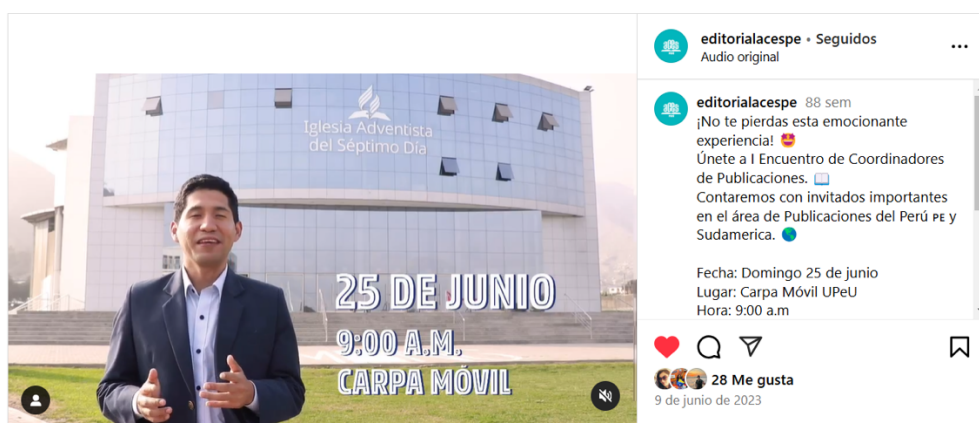 Iglesia Adventista
del Séptimo Día
25 DE JUNIO
9:00 A.M.
CARPA MÓVIL
editorialacespe • Seguidos
Audio original
editorialacespe 88 sem
¡No te pierdas esta emocionante
experiencia! 🤩
Únete a I Encuentro de Coordinadores
de Publicaciones. 📖
Contaremos con invitados importantes
en el área de Publicaciones del Perú PE y
Sudamerica. 🌎
Fecha: Domingo 25 de junio
Lugar: Carpa Móvil UPeU
Hora: 9:00 a.m
28 Me gusta
9 de junio de 2023